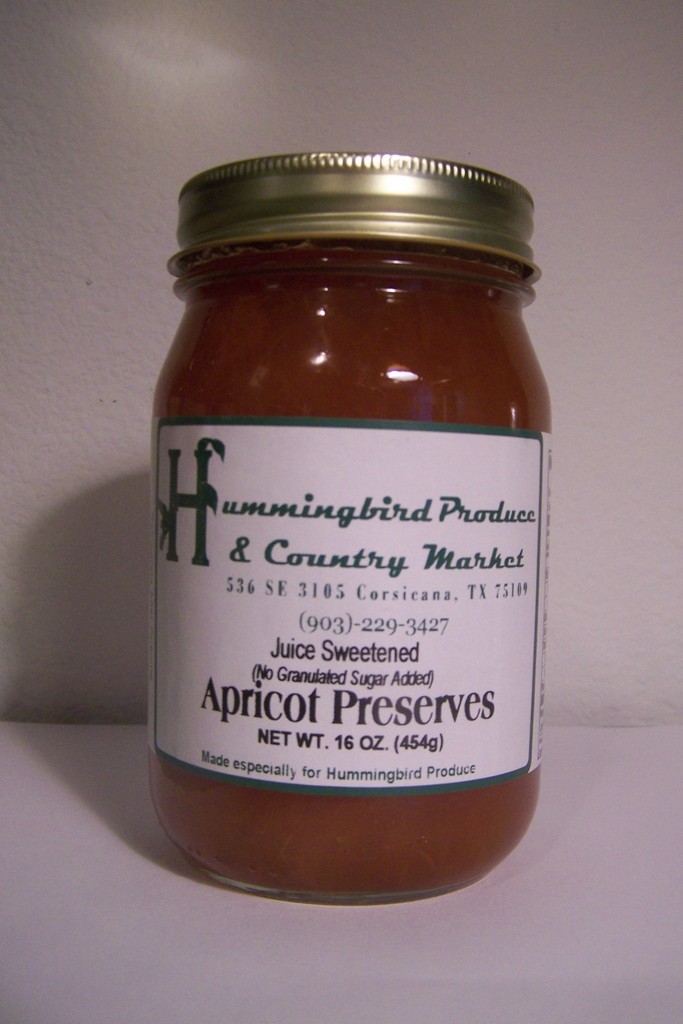 Hummingbird Produce
& Country Market
536 SE 3105 Corsicana, TX 75109
(903)-229-3427
Juice Sweetened
(No Granulated Sugar Added)
Apricot Preserves
NET WT. 16 OZ. (454g)
Made especially for Hummingbird Produce